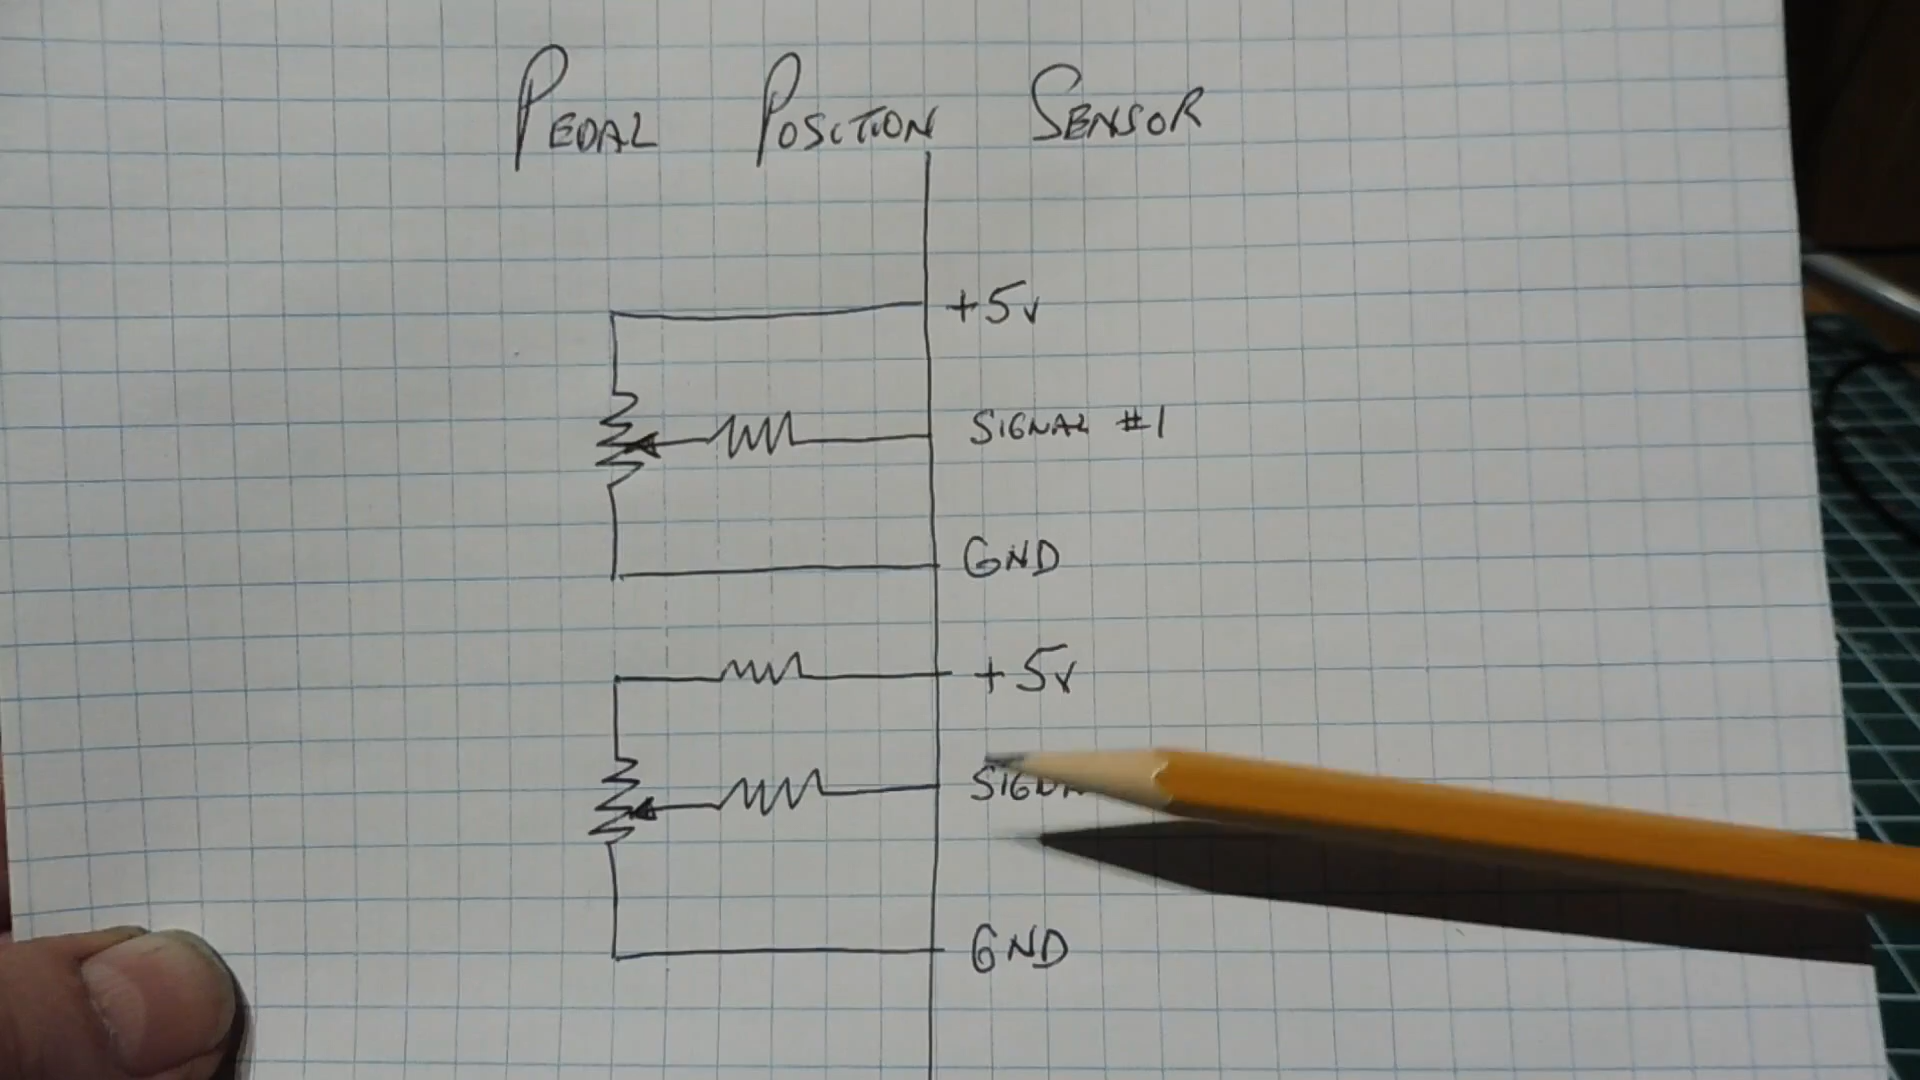 PEDAL POSITION SENSOR
+5v
SIGNAL #1
GND
+5v
GND